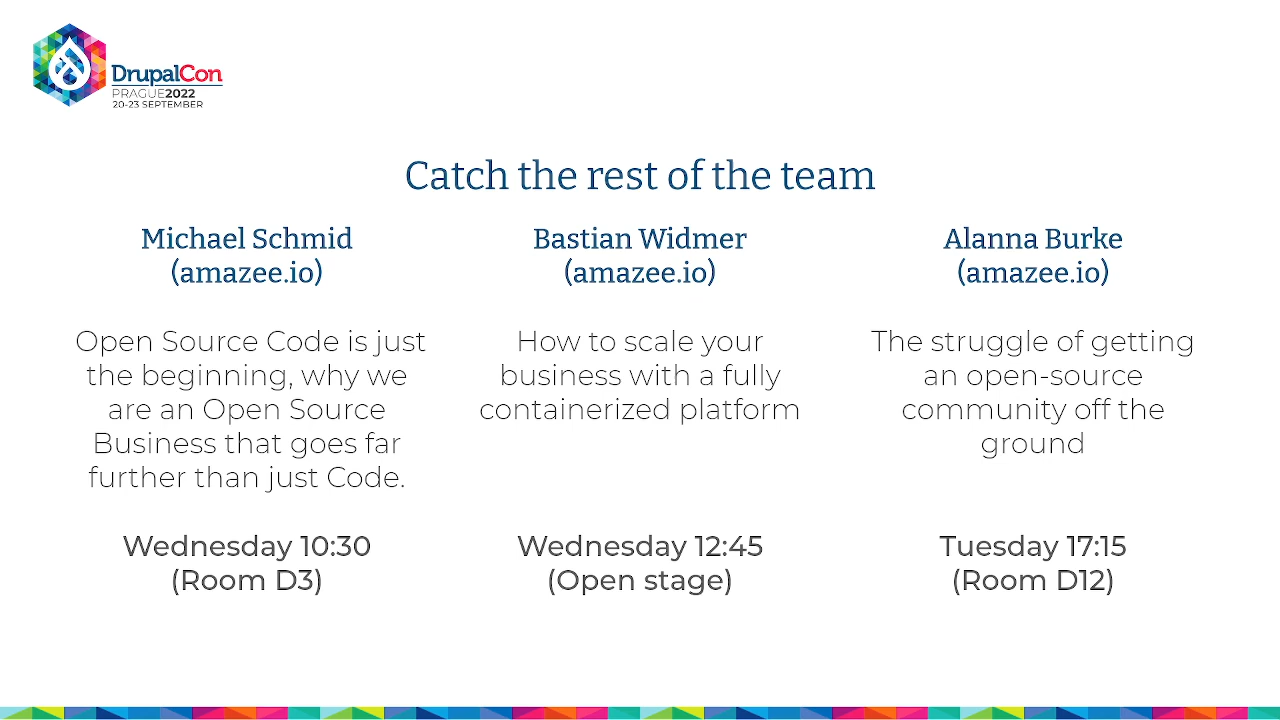 DrupalCon
PRAGUE2022
20-23 SEPTEMBER
Catch the rest of the team
Michael Schmid
(amazee.io)
Open Source Code is just
the beginning, why we
are an Open Source
Business that goes far
further than just Code.
Wednesday 10:30
(Room D3)
Bastian Widmer
(amazee.io)
How to scale your
business with a fully
containerized platform
Wednesday 12:45
(Open stage)
Alanna Burke
(amazee.io)
The struggle of getting
an open-source
community off the
ground
Tuesday 17:15
(Room D12)